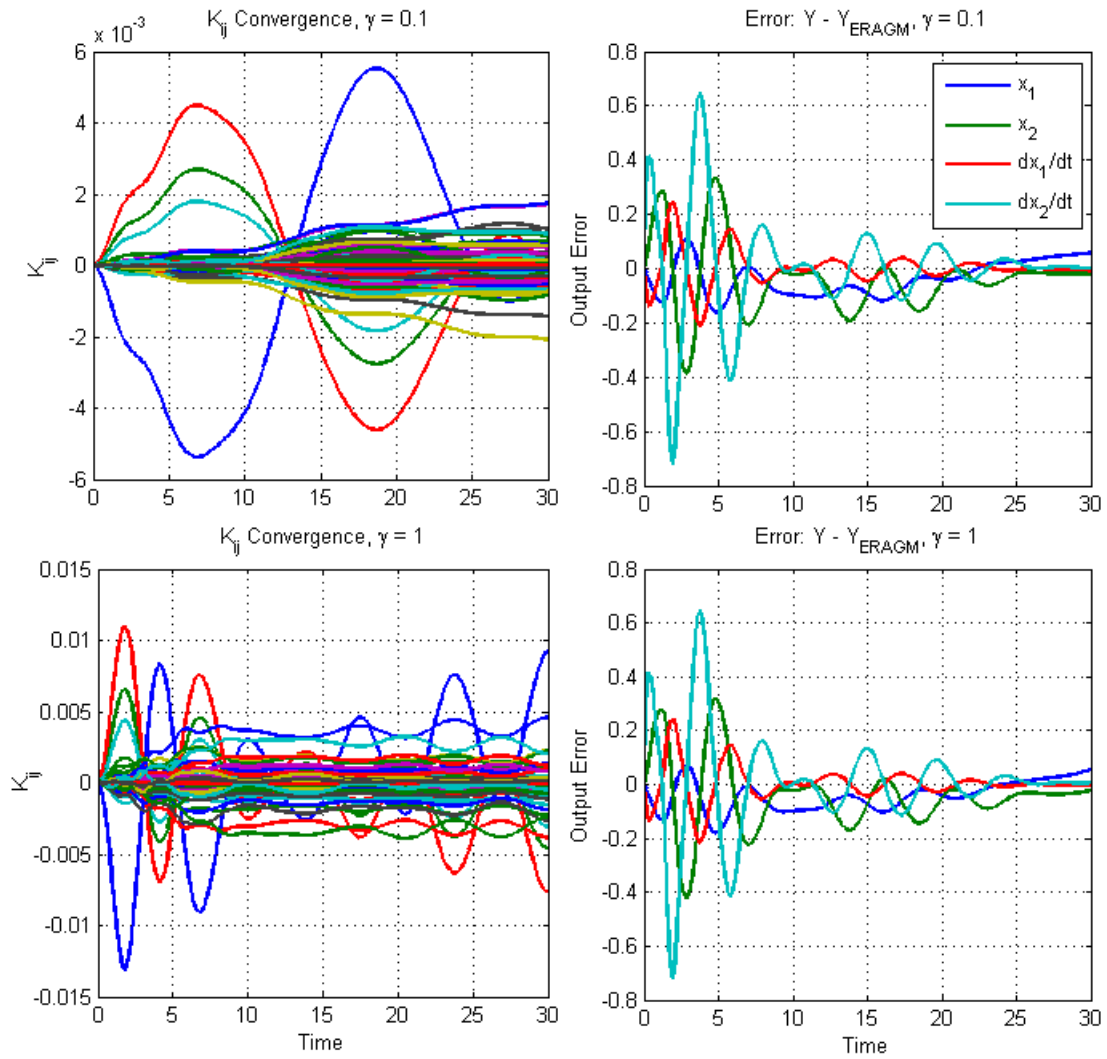 K_ij Convergence, γ = 0.1
x 10^-3
6
4
2
0
-2
-4
-6
K_ij
0 5 10 15 20 25 30
Error: Y - Y_ERAGM, γ = 0.1
0.8
0.6
0.4
0.2
0
-0.2
-0.4
-0.6
-0.8
Output Error
0 5 10 15 20 25 30
x_1
x_2
dx_1/dt
dx_2/dt
K_ij Convergence, γ = 1
0.015
0.01
0.005
0
-0.005
-0.01
-0.015
K_ij
0 5 10 15 20 25 30
Time
Error: Y - Y_ERAGM, γ = 1
0.8
0.6
0.4
0.2
0
-0.2
-0.4
-0.6
-0.8
Output Error
0 5 10 15 20 25 30
Time